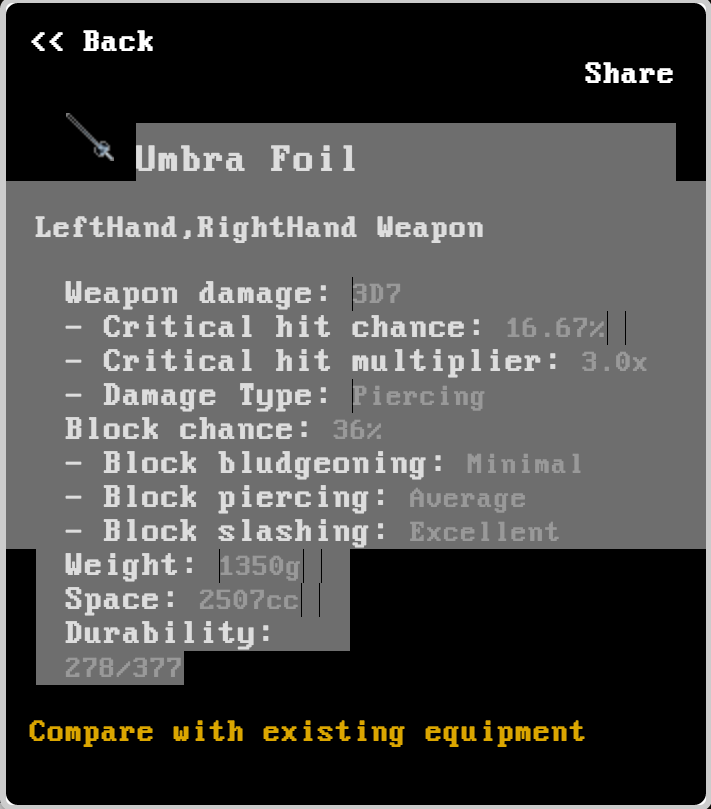 << Back
Share
Umbra Foil
LeftHand,RightHand Weapon
Weapon damage: 3D7
- Critical hit chance: 16.67%
- Critical hit multiplier: 3.0x
- Damage Type: Piercing
Block chance: 36%
- Block bludgeoning: Minimal
- Block piercing: Average
- Block slashing: Excellent
Weight: 1350g
Space: 2507cc
Durability:
278/377
Compare with existing equipment